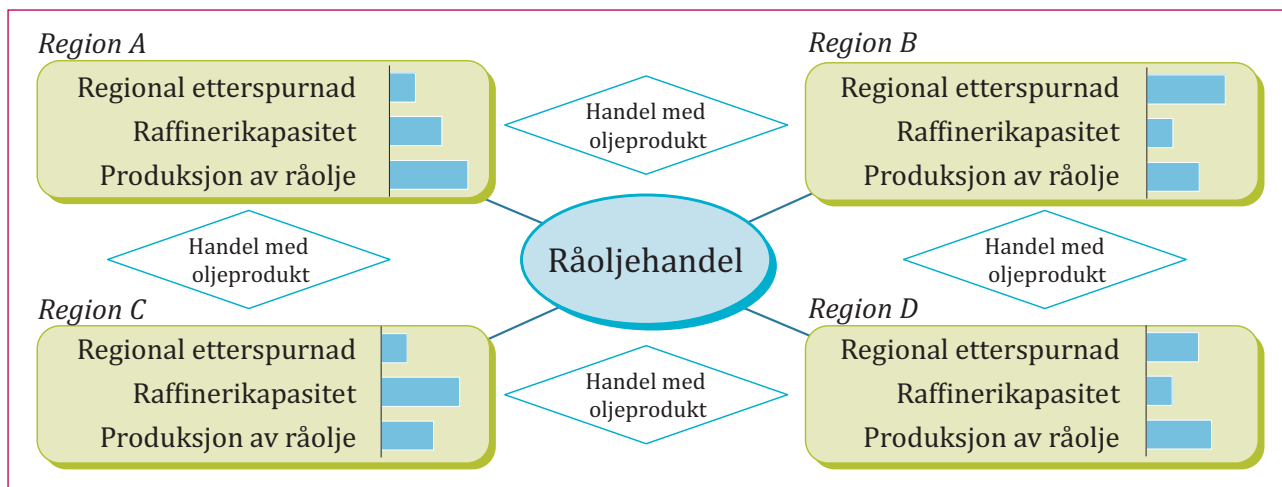 Region A
Regional etterspurnad
Raffinerikapasitet
Produksjon av råolje
Handel med
oljeprodukt
Region B
Regional etterspurnad
Raffinerikapasitet
Produksjon av råolje
Handel med
oljeprodukt
Råoljehandel
Handel med
oljeprodukt
Region C
Regional etterspurnad
Raffinerikapasitet
Produksjon av råolje
Handel med
oljeprodukt
Region D
Regional etterspurnad
Raffinerikapasitet
Produksjon av råolje